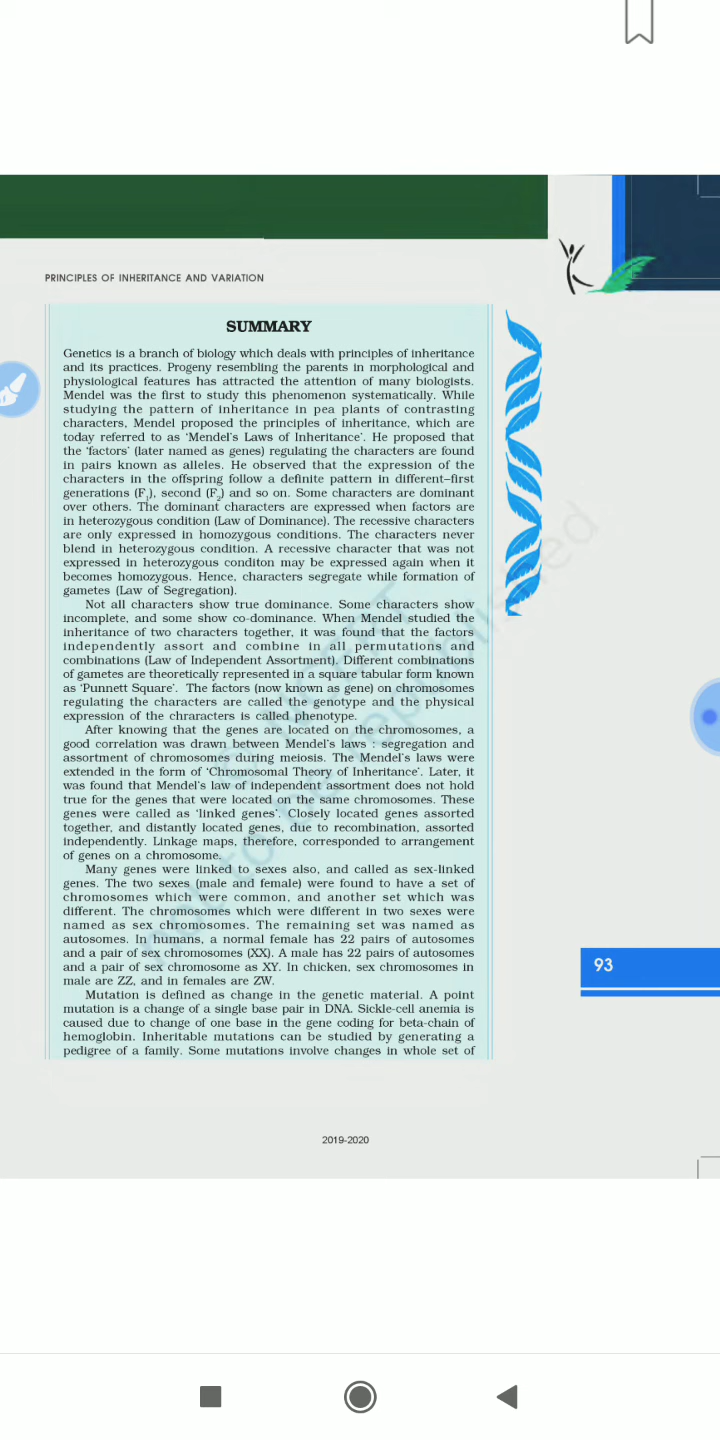 PRINCIPLES OF INHERITANCE AND VARIATION
SUMMARY
Genetics is a branch of biology which deals with principles of inheritance
and its practices. Progeny resembling the parents in morphological and
physiological features has attracted the attention of many biologists.
Mendel was the first to study this phenomenon systematically. While
studying the pattern of inheritance in pea plants of contrasting
characters, Mendel proposed the principles of inheritance, which are
today referred to as ‘Mendel’s Laws of Inheritance’. He proposed that
the ‘factors’ (later named as genes) regulating the characters are found
in pairs known as alleles. He observed that the expression of the
characters in the offspring follow a definite pattern in different–first
generations (F₁), second (F₂) and so on. Some characters are dominant
over others. The dominant characters are expressed when factors are
in heterozygous condition (Law of Dominance). The recessive characters
are only expressed in homozygous conditions. The characters never
blend in heterozygous condition. A recessive character that was not
expressed in heterozygous conditon may be expressed again when it
becomes homozygous. Hence, characters segregate while formation of
gametes (Law of Segregation).
Not all characters show true dominance. Some characters show
incomplete, and some show co-dominance. When Mendel studied the
inheritance of two characters together, it was found that the factors
independently assort and combine in all permutations and
combinations (Law of Independent Assortment). Different combinations
of gametes are theoretically represented in a square tabular form known
as ‘Punnett Square’. The factors (now known as gene) on chromosomes
regulating the characters are called the genotype and the physical
expression of the chraracters is called phenotype.
After knowing that the genes are located on the chromosomes, a
good correlation was drawn between Mendel’s laws : segregation and
assortment of chromosomes during meiosis. The Mendel’s laws were
extended in the form of ‘Chromosomal Theory of Inheritance’. Later, it
was found that Mendel’s law of independent assortment does not hold
true for the genes that were located on the same chromosomes. These
genes were called as ‘linked genes’. Closely located genes assorted
together, and distantly located genes, due to recombination, assorted
independently. Linkage maps, therefore, corresponded to arrangement
of genes on a chromosome.
Many genes were linked to sexes also, and called as sex-linked
genes. The two sexes (male and female) were found to have a set of
chromosomes which were common, and another set which was
different. The chromosomes which were different in two sexes were
named as sex chromosomes. The remaining set was named as
autosomes. In humans, a normal female has 22 pairs of autosomes
and a pair of sex chromosomes (XX). A male has 22 pairs of autosomes
and a pair of sex chromosome as XY. In chicken, sex chromosomes in
male are ZZ, and in females are ZW.
Mutation is defined as change in the genetic material. A point
mutation is a change of a single base pair in DNA. Sickle-cell anemia is
caused due to change of one base in the gene coding for beta-chain of
hemoglobin. Inheritable mutations can be studied by generating a
pedigree of a family. Some mutations involve changes in whole set of
93
2019-2020
© NCERT
not to be republished